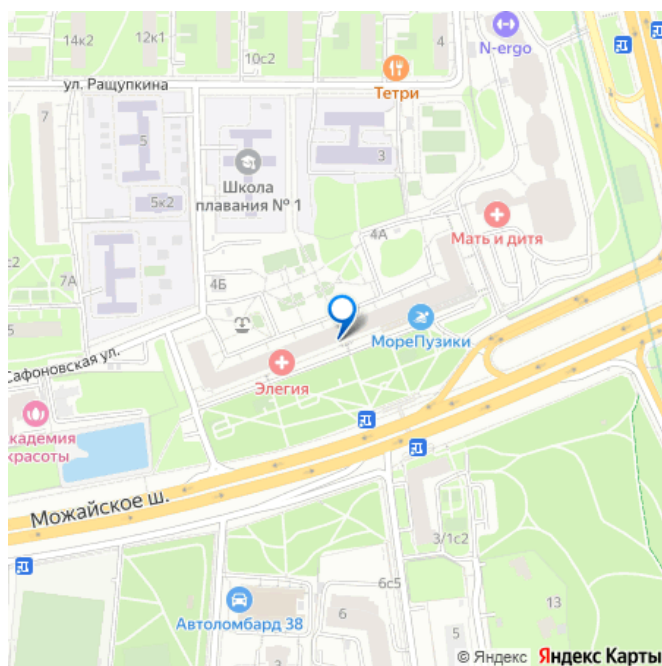 14к2
12к1
10с2
4
N-ergo
ул. Ращупкина
Тетри
7
5
3
Школа
плавания № 1
5к2
Мать и дитя
4А
с2
7А
4Б
5
МореПузики
Сафоновская ул.
Элегия
кадемия
красоты
Можайское ш.
3/1с2
6с5
13
6
5
Автоломбард 38
© Яндекс Яндекс Карты